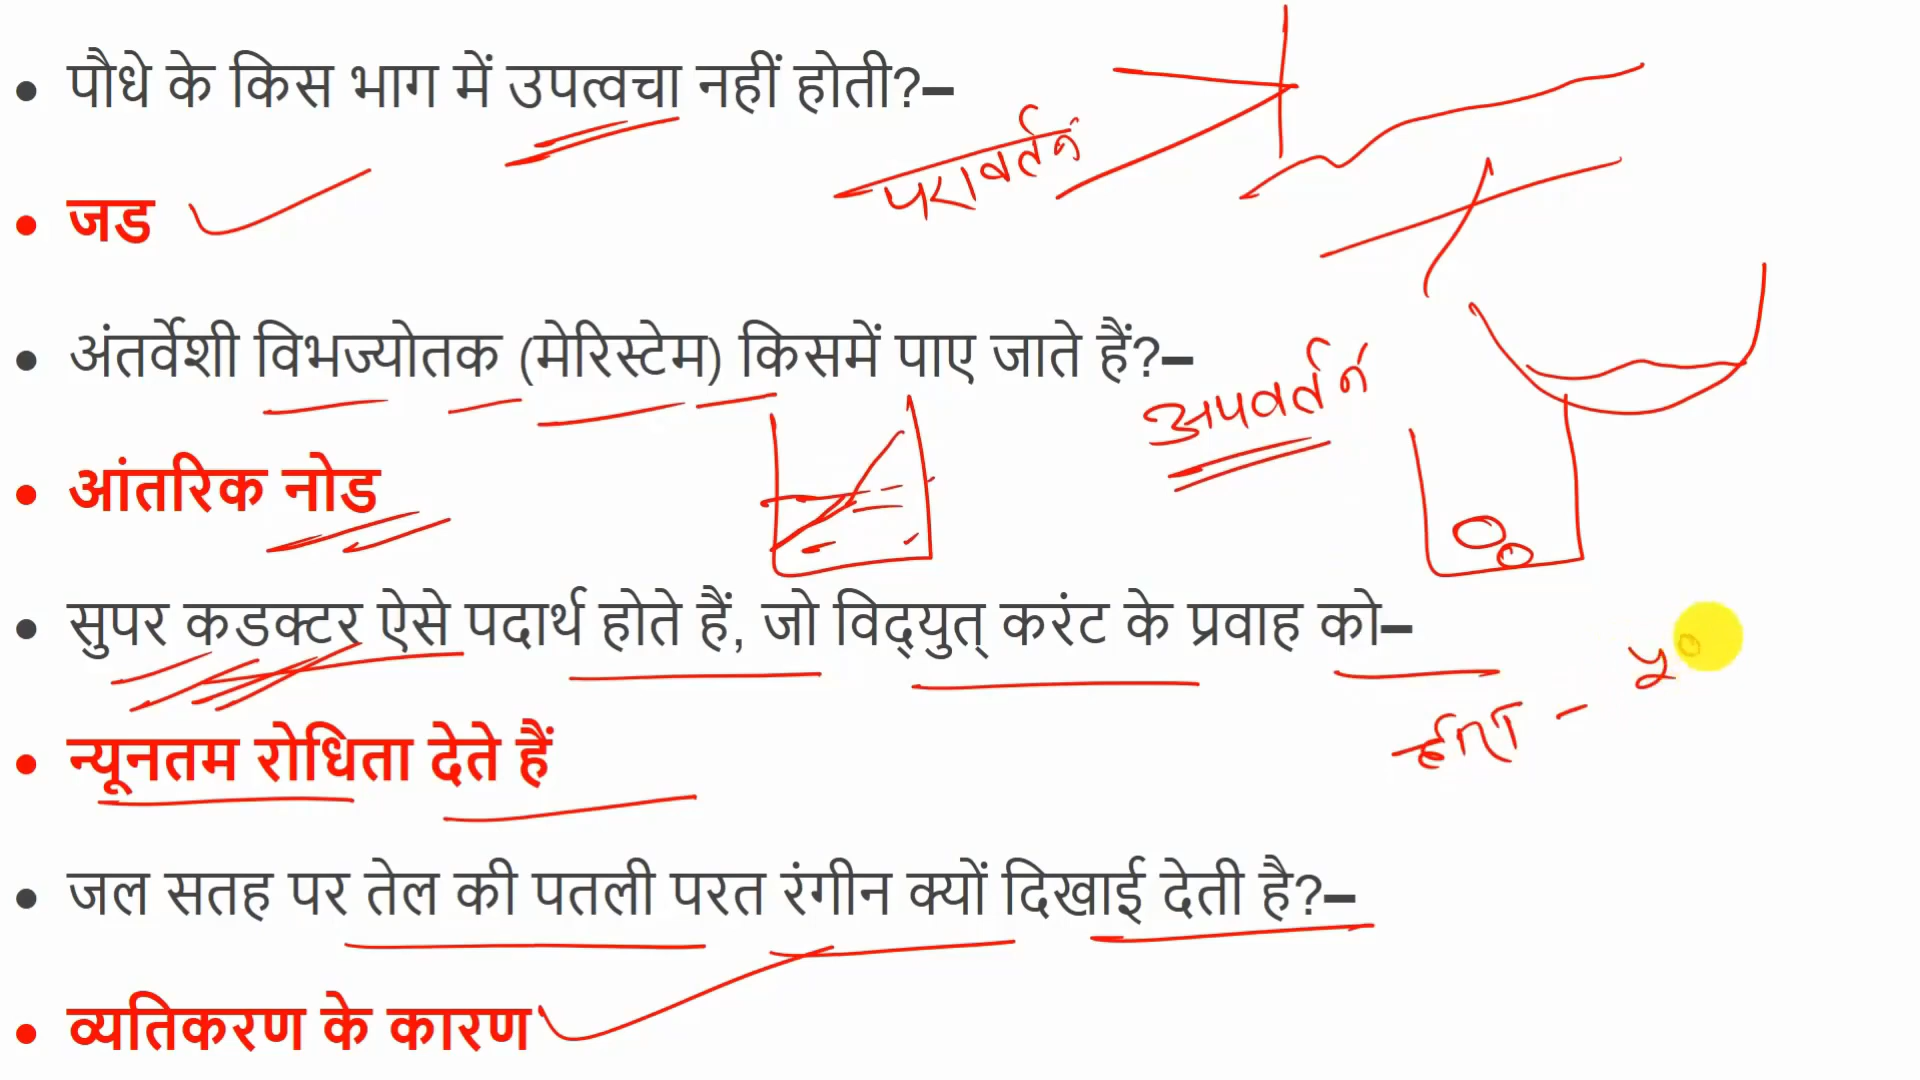 पौधे के किस भाग में उपत्वचा नहीं होती?–
परावर्तन
जड
अंतर्वेशी विभज्योतक (मेरिस्टेम) किसमें पाए जाते हैं?–
अपवर्तन
आंतरिक नोड
सुपर कडक्टर ऐसे पदार्थ होते हैं, जो विद्युत् करंट के प्रवाह को–
न्यूनतम रोधिता देते हैं
जल सतह पर तेल की पतली परत रंगीन क्यों दिखाई देती है?–
व्यतिकरण के कारण